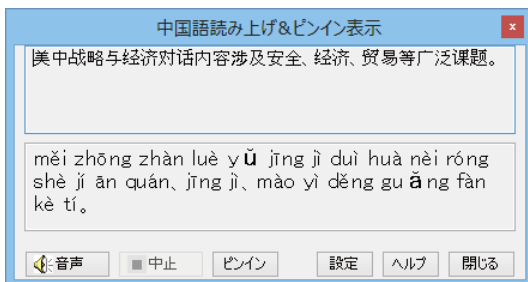 中国語読み上げ&ピンイン表示
美中战略与经济对话内容涉及安全、经济、贸易等广泛课题。
měi zhōng zhàn luè yǔ jīng jì duì huà nèi róng
shè jí ān quán、jīng jì、mào yì děng guǎng fàn
kè tí。
音声 中止 ピンイン 設定 ヘルプ 閉じる